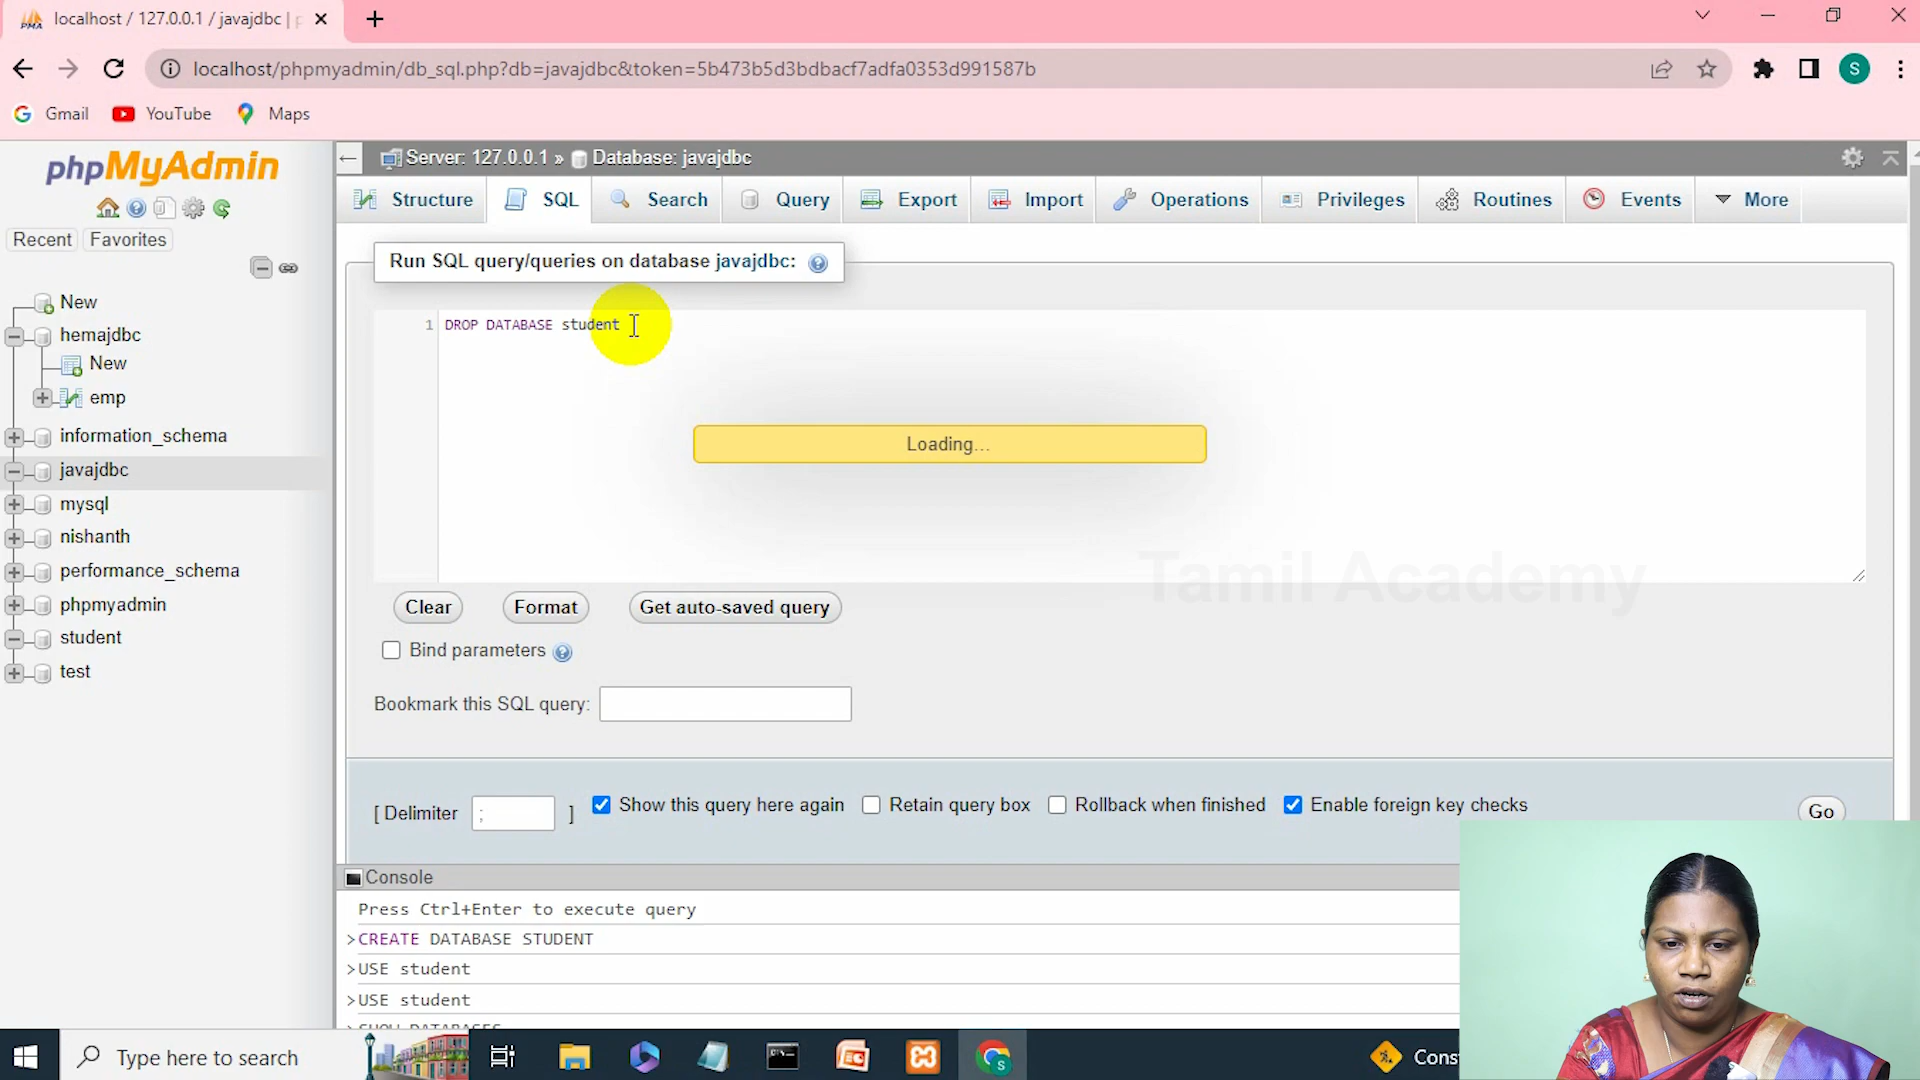 localhost / 127.0.0.1 / javajdbc |
localhost/phpmyadmin/db_sql.php?db=javajdbc&token=5b473b5d3bdbacf7adfa0353d991587b
S
Gmail YouTube Maps
phpMyAdmin
Recent Favorites
New
hemajdbc
New
emp
information_schema
javajdbc
mysql
nishanth
performance_schema
phpmyadmin
student
test
Server: 127.0.0.1 » Database: javajdbc
Structure SQL Search Query Export Import Operations Privileges Routines Events More
Run SQL query/queries on database javajdbc:
1 DROP DATABASE student
Loading...
Tamil Academy
Clear Format Get auto-saved query
Bind parameters
Bookmark this SQL query:
[ Delimiter ; ] Show this query here again Retain query box Rollback when finished Enable foreign key checks
Go
Console
Press Ctrl+Enter to execute query
>CREATE DATABASE STUDENT
>USE student
>USE student
SHOW DATABASES
Type here to search
Const